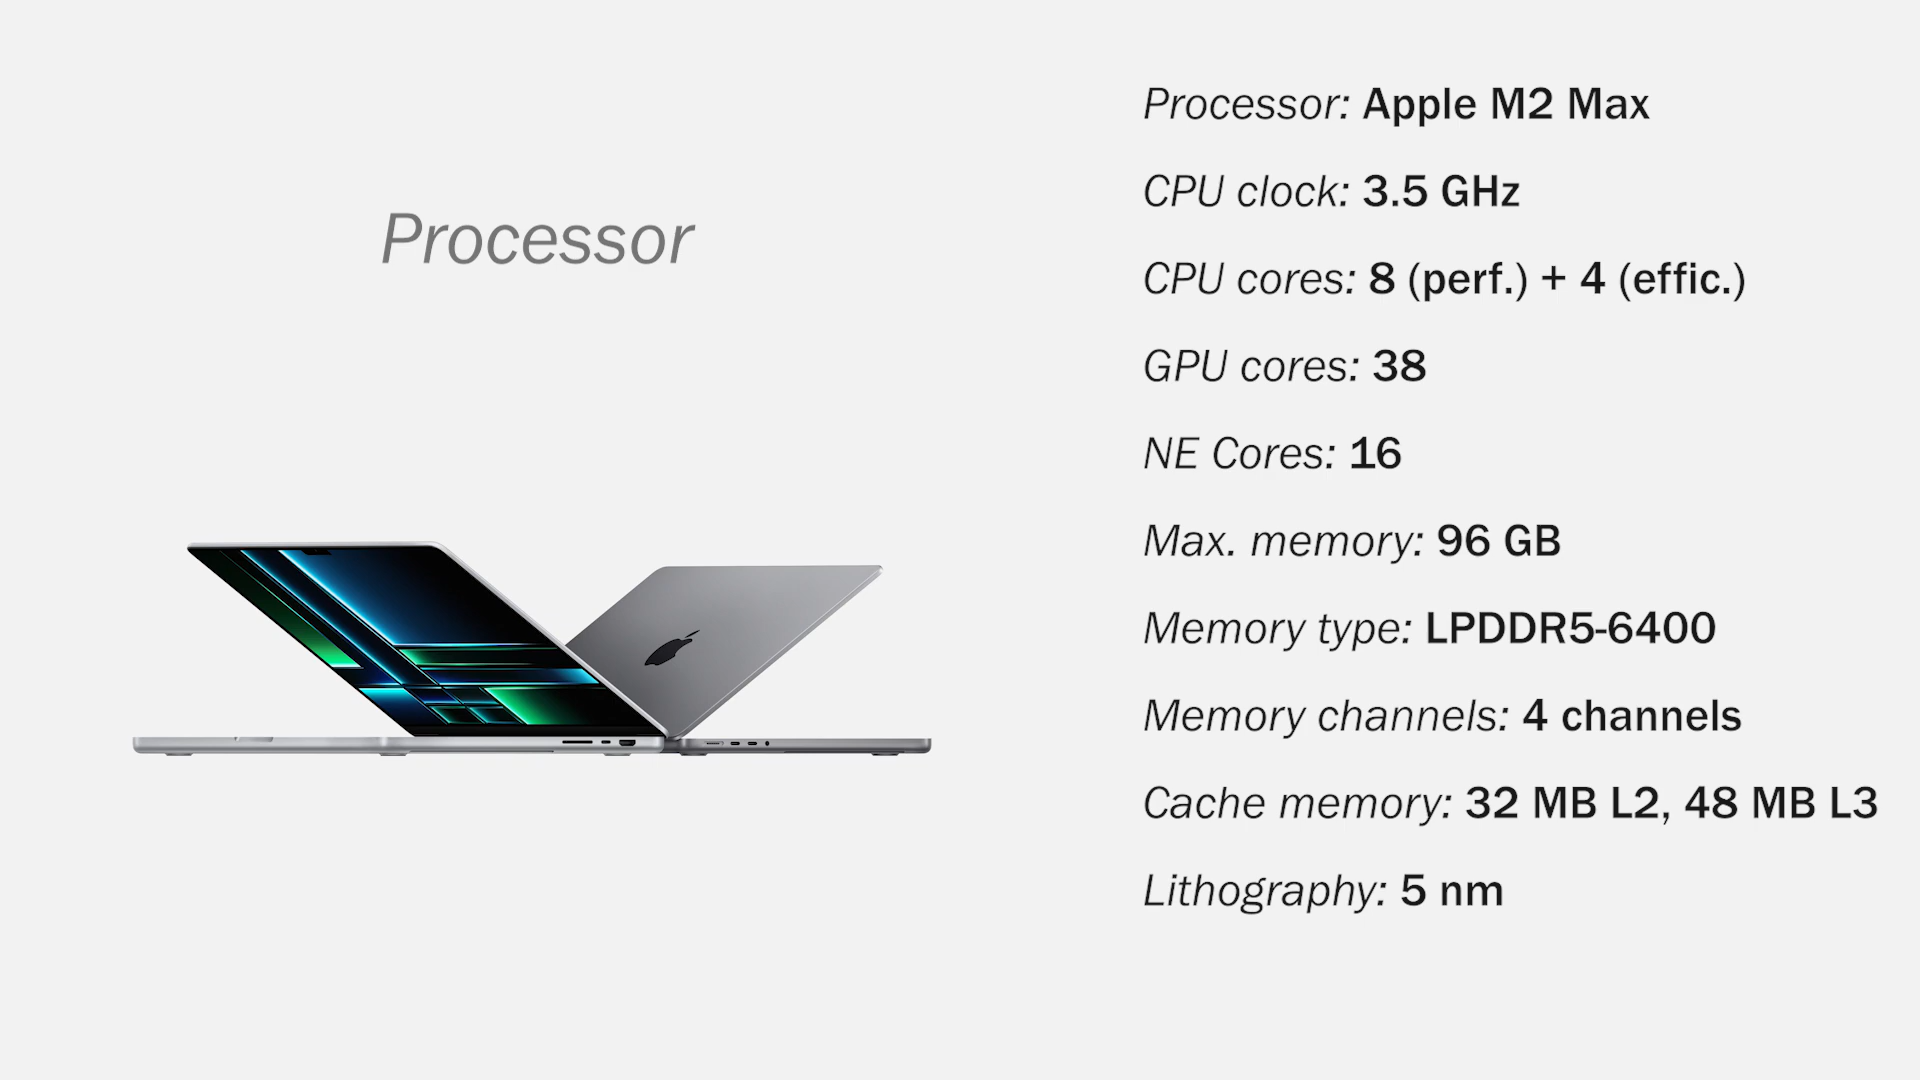 Processor
Processor: Apple M2 Max
CPU clock: 3.5 GHz
CPU cores: 8 (perf.) + 4 (effic.)
GPU cores: 38
NE Cores: 16
Max. memory: 96 GB
Memory type: LPDDR5-6400
Memory channels: 4 channels
Cache memory: 32 MB L2, 48 MB L3
Lithography: 5 nm